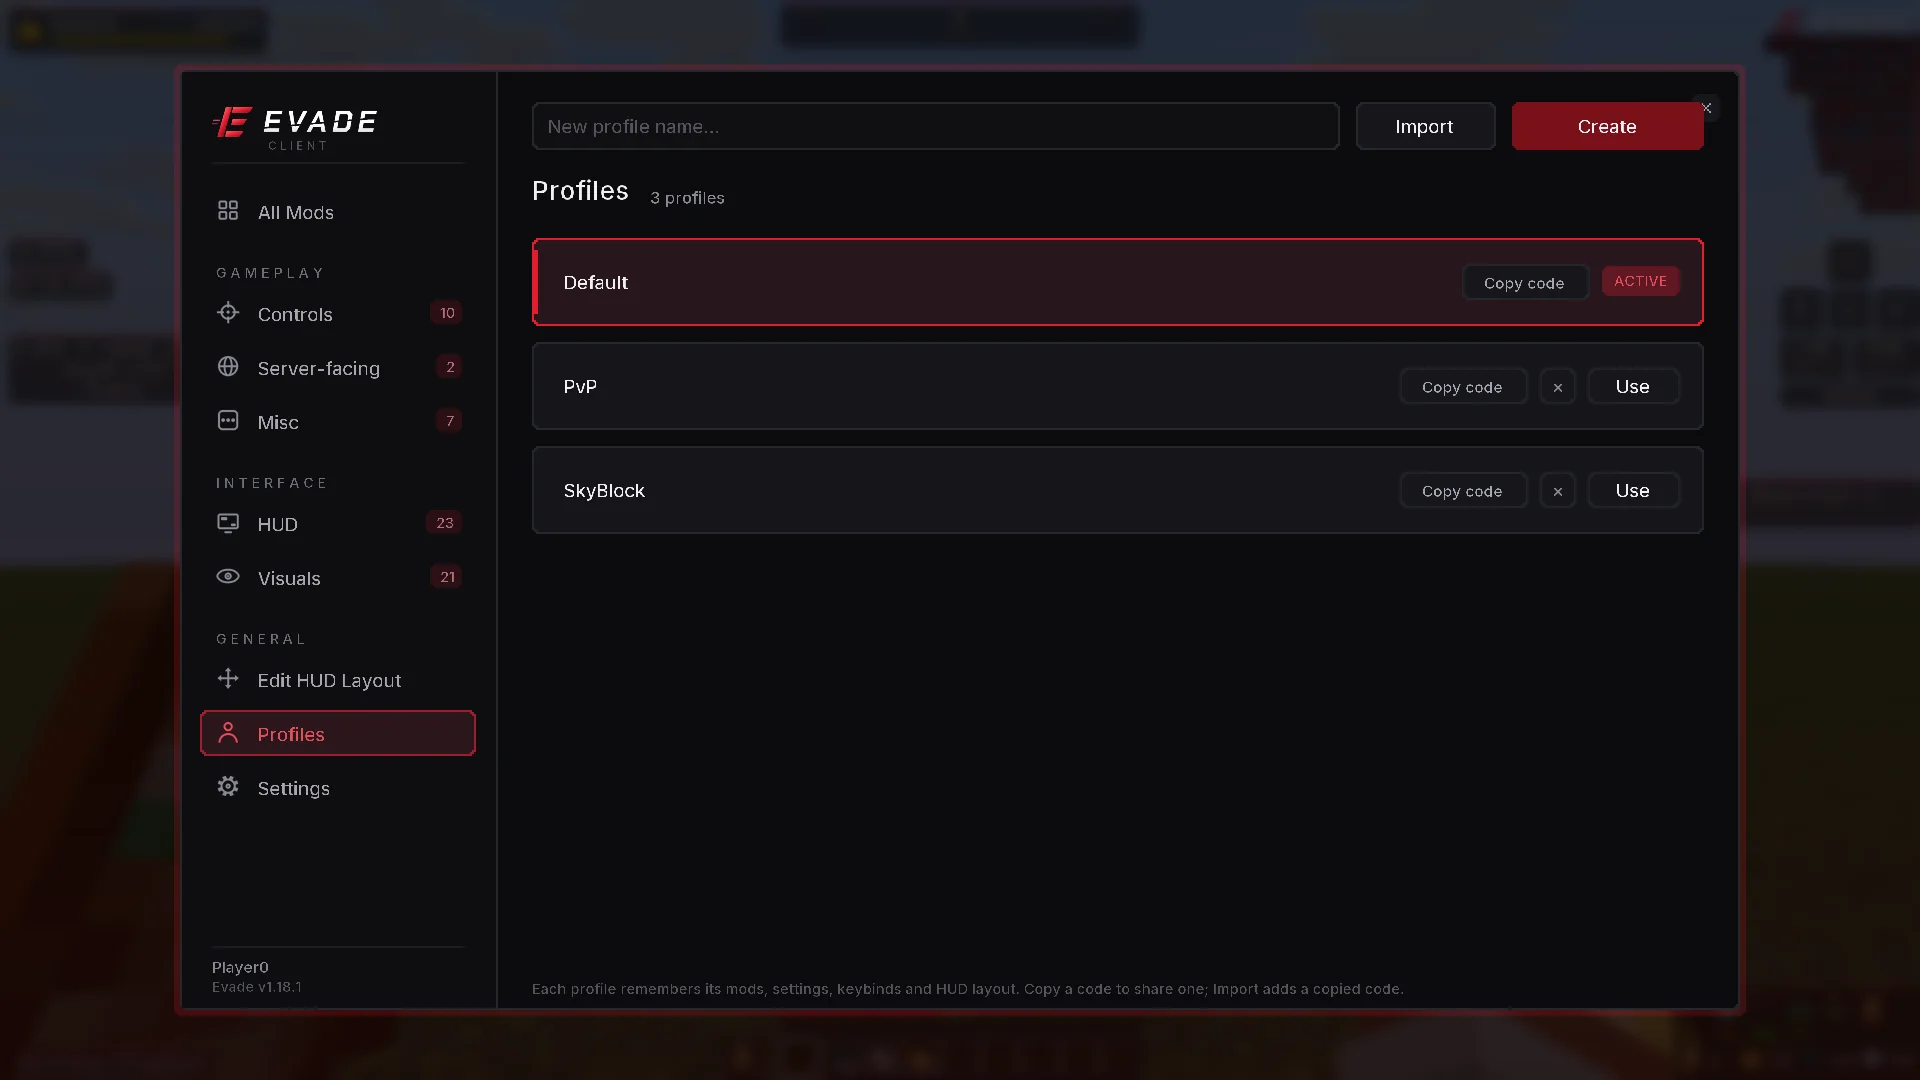 EVADE
CLIENT
All Mods
GAMEPLAY
Controls 10
Server-facing 2
Misc 7
INTERFACE
HUD 23
Visuals 21
GENERAL
Edit HUD Layout
Profiles
Settings
Player0
Evade v1.18.1
New profile name...
Import
Create
×
Profiles 3 profiles
Default Copy code ACTIVE
PvP Copy code × Use
SkyBlock Copy code × Use
Each profile remembers its mods, settings, keybinds and HUD layout. Copy a code to share one; Import adds a copied code.